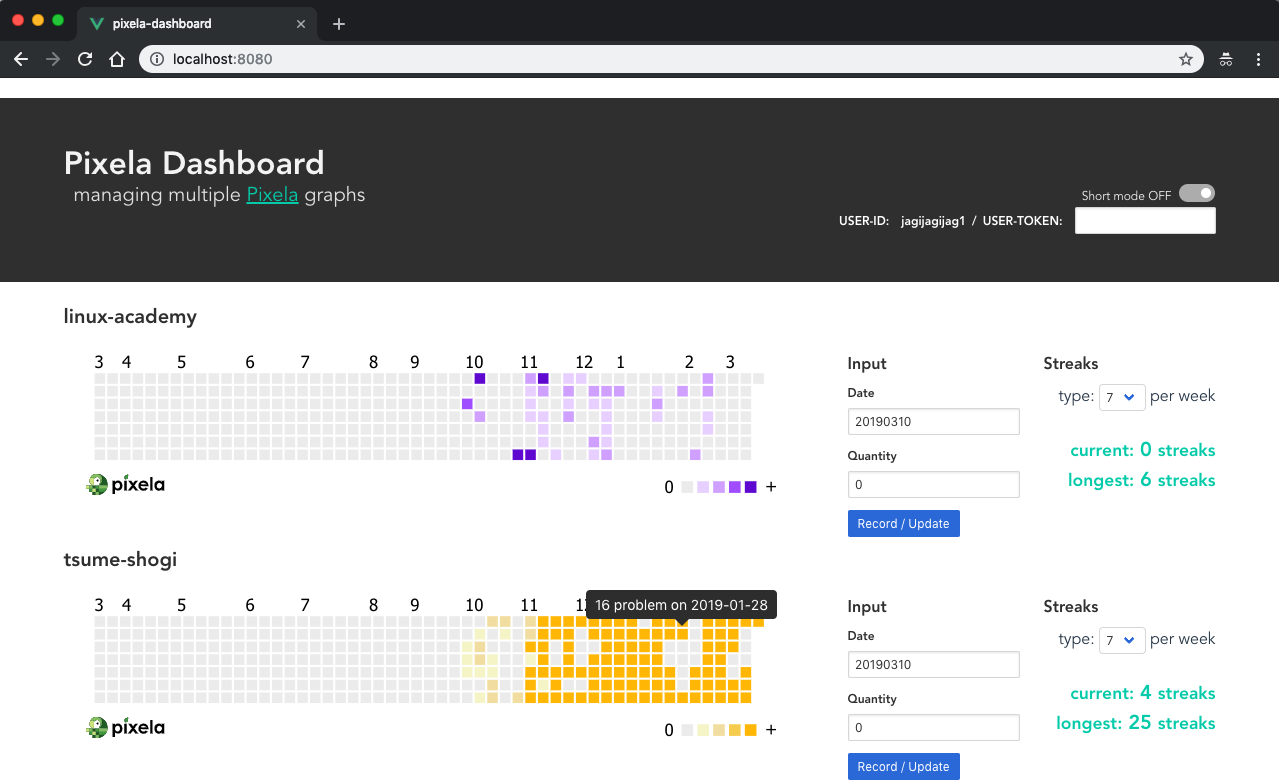 pixela-dashboard
localhost:8080
Pixela Dashboard
managing multiple Pixela graphs
Short mode OFF
USER-ID: jagijagijag1 / USER-TOKEN:
linux-academy
3 4 5 6 7 8 9 10 11 12 1 2 3
pixela
0 +
Input
Date
20190310
Quantity
0
Record / Update
Streaks
type: 7 per week
current: 0 streaks
longest: 6 streaks
tsume-shogi
3 4 5 6 7 8 9 10 11
16 problem on 2019-01-28
pixela
0 +
Input
Date
20190310
Quantity
0
Record / Update
Streaks
type: 7 per week
current: 4 streaks
longest: 25 streaks